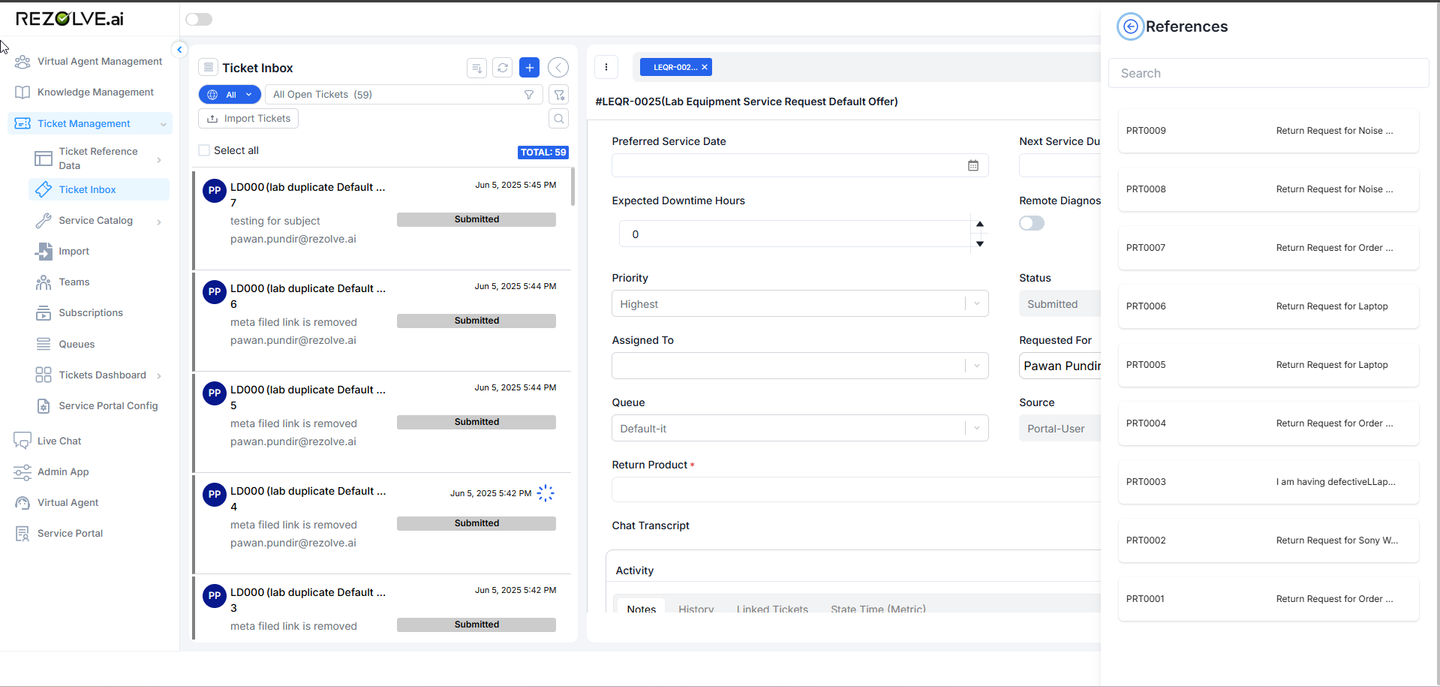 REZOLVE.ai
Virtual Agent Management
Knowledge Management
Ticket Management
Ticket Reference
Data
Ticket Inbox
Service Catalog
Import
Teams
Subscriptions
Queues
Tickets Dashboard
Service Portal Config
Live Chat
Admin App
Virtual Agent
Service Portal
Ticket Inbox
All
All Open Tickets (59)
Import Tickets
Select all
TOTAL: 59
PP
LD000 (lab duplicate Default ...
7
Jun 5, 2025 5:45 PM
testing for subject
Submitted
pawan.pundir@rezolve.ai
PP
LD000 (lab duplicate Default ...
6
Jun 5, 2025 5:44 PM
meta filed link is removed
Submitted
pawan.pundir@rezolve.ai
PP
LD000 (lab duplicate Default ...
5
Jun 5, 2025 5:44 PM
meta filed link is removed
Submitted
pawan.pundir@rezolve.ai
PP
LD000 (lab duplicate Default ...
4
Jun 5, 2025 5:42 PM
meta filed link is removed
Submitted
pawan.pundir@rezolve.ai
PP
LD000 (lab duplicate Default ...
3
Jun 5, 2025 5:42 PM
meta filed link is removed
Submitted
LEQR-002... ×
#LEQR-0025(Lab Equipment Service Request Default Offer)
Preferred Service Date
Next Service Du
Expected Downtime Hours
0
Remote Diagnos
Priority
Highest
Status
Submitted
Assigned To
Requested For
Pawan Pundir
Queue
Default-it
Source
Portal-User
Return Product *
Chat Transcript
Activity
Notes
History
Linked Tickets
State Time (Metric)
References
Search
PRT0009 Return Request for Noise ...
PRT0008 Return Request for Noise ...
PRT0007 Return Request for Order ...
PRT0006 Return Request for Laptop
PRT0005 Return Request for Laptop
PRT0004 Return Request for Order ...
PRT0003 I am having defectiveLLap...
PRT0002 Return Request for Sony W...
PRT0001 Return Request for Order ...